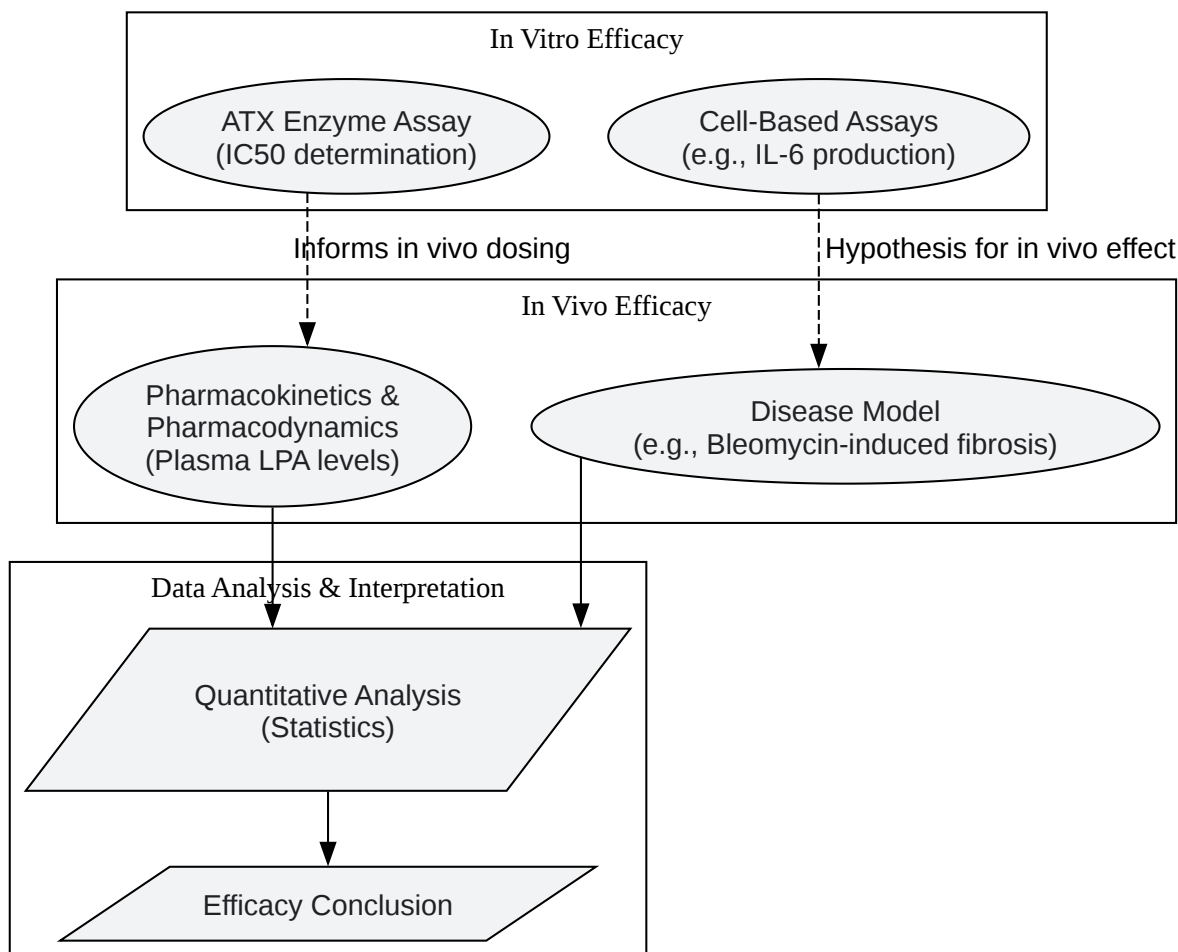 In Vitro Efficacy
ATX Enzyme Assay
(IC50 determination)
Cell-Based Assays
(e.g., IL-6 production)
Informs in vivo dosing
Hypothesis for in vivo effect
In Vivo Efficacy
Pharmacokinetics &
Pharmacodynamics
(Plasma LPA levels)
Disease Model
(e.g., Bleomycin-induced fibrosis)
Data Analysis & Interpretation
Quantitative Analysis
(Statistics)
Efficacy Conclusion